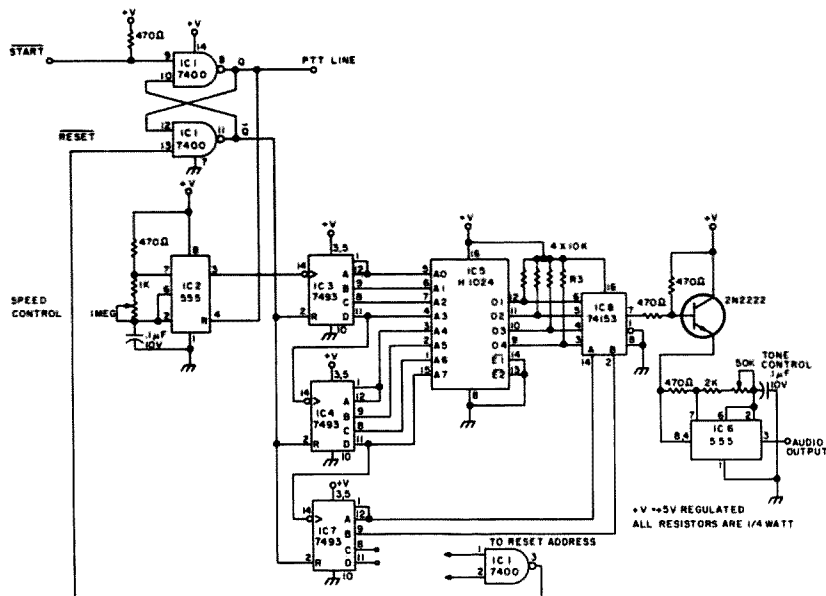 +V
+V
470Ω
START
9
14
IC1
7400
8
Q
PTT LINE
10
12
IC1
7400
11
Q
RESET
13
7
+V
470Ω
8
7
3
1K
IC2
555
6
SPEED
CONTROL
1MEG
2
R
4
.1µF
10V
1
+V
3,5
1
14
A
12
IC3
7493
B
9
C
8
D
11
2
R
10
+V
3,5
1
14
A
12
IC4
7493
B
9
C
8
D
11
2
R
10
+V
3,5
1
14
A
12
IC7
7493
B
9
C
8
D
11
2
R
10
+V
16
4 X 10K
IC5
H1024
5
A0
6
A1
7
A2
4
A3
3
A4
2
A5
1
A6
15
A7
R3
O1
12
O2
11
O3
10
O4
9
E1
14
E2
13
8
16
6
5
4
3
IC8
74153
7
1
8
A
B
14
2
470Ω
+V
470Ω
2N2222
50K
TONE
CONTROL
.1µF
10V
470Ω
2K
7
6
2
IC6
555
8,4
3
AUDIO
OUTPUT
1
+V =+5V REGULATED
ALL RESISTORS ARE 1/4 WATT
TO RESET ADDRESS
1
IC1
7400
3
2